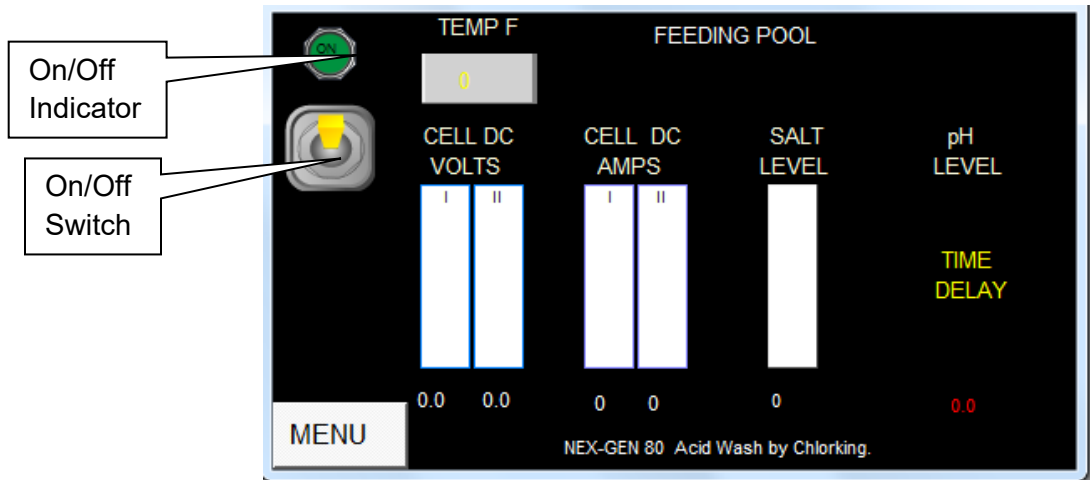 On/Off
Indicator
On/Off
Switch
ON
TEMP F
FEEDING POOL
0
CELL DC
VOLTS
CELL DC
AMPS
SALT
LEVEL
pH
LEVEL
I II
I II
TIME
DELAY
0.0 0.0
0 0
0
0.0
MENU
NEX-GEN 80 Acid Wash by Chlorking.